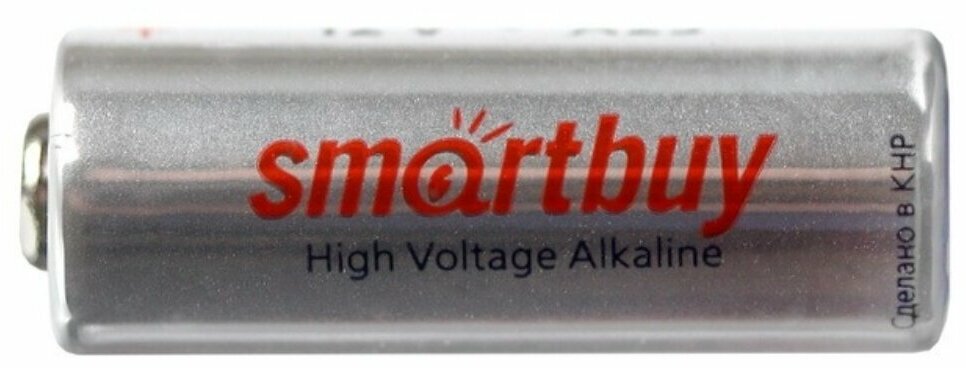 smartbuy
High Voltage Alkaline
Сделано в КНР